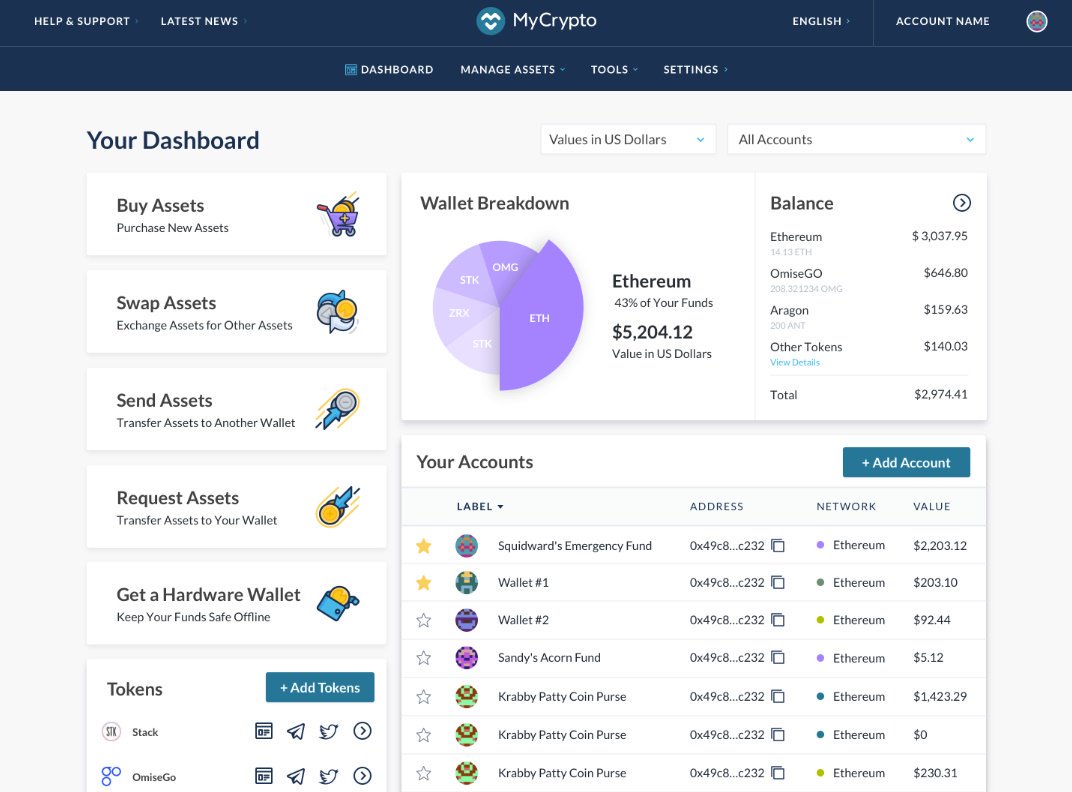 HELP & SUPPORT
LATEST NEWS
MyCrypto
ENGLISH
ACCOUNT NAME
DASHBOARD
MANAGE ASSETS
TOOLS
SETTINGS
Your Dashboard
Values in US Dollars
All Accounts
Buy Assets
Purchase New Assets
Swap Assets
Exchange Assets for Other Assets
Send Assets
Transfer Assets to Another Wallet
Request Assets
Transfer Assets to Your Wallet
Get a Hardware Wallet
Keep Your Funds Safe Offline
Tokens
+ Add Tokens
STK
Stack
OmiseGo
Wallet Breakdown
OMG
STK
ZRX
STK
ETH
Ethereum
43% of Your Funds
$5,204.12
Value in US Dollars
Balance
Ethereum $ 3,037.95
14.13 ETH
OmiseGO $646.80
208.321234 OMG
Aragon $159.63
200 ANT
Other Tokens $140.03
View Details
Total $2,974.41
Your Accounts
+ Add Account
LABEL ADDRESS NETWORK VALUE
Squidward's Emergency Fund 0x49c8...c232 Ethereum $2,203.12
Wallet #1 0x49c8...c232 Ethereum $203.10
Wallet #2 0x49c8...c232 Ethereum $92.44
Sandy's Acorn Fund 0x49c8...c232 Ethereum $5.12
Krabby Patty Coin Purse 0x49c8...c232 Ethereum $1,423.29
Krabby Patty Coin Purse 0x49c8...c232 Ethereum $0
Krabby Patty Coin Purse 0x49c8...c232 Ethereum $230.31